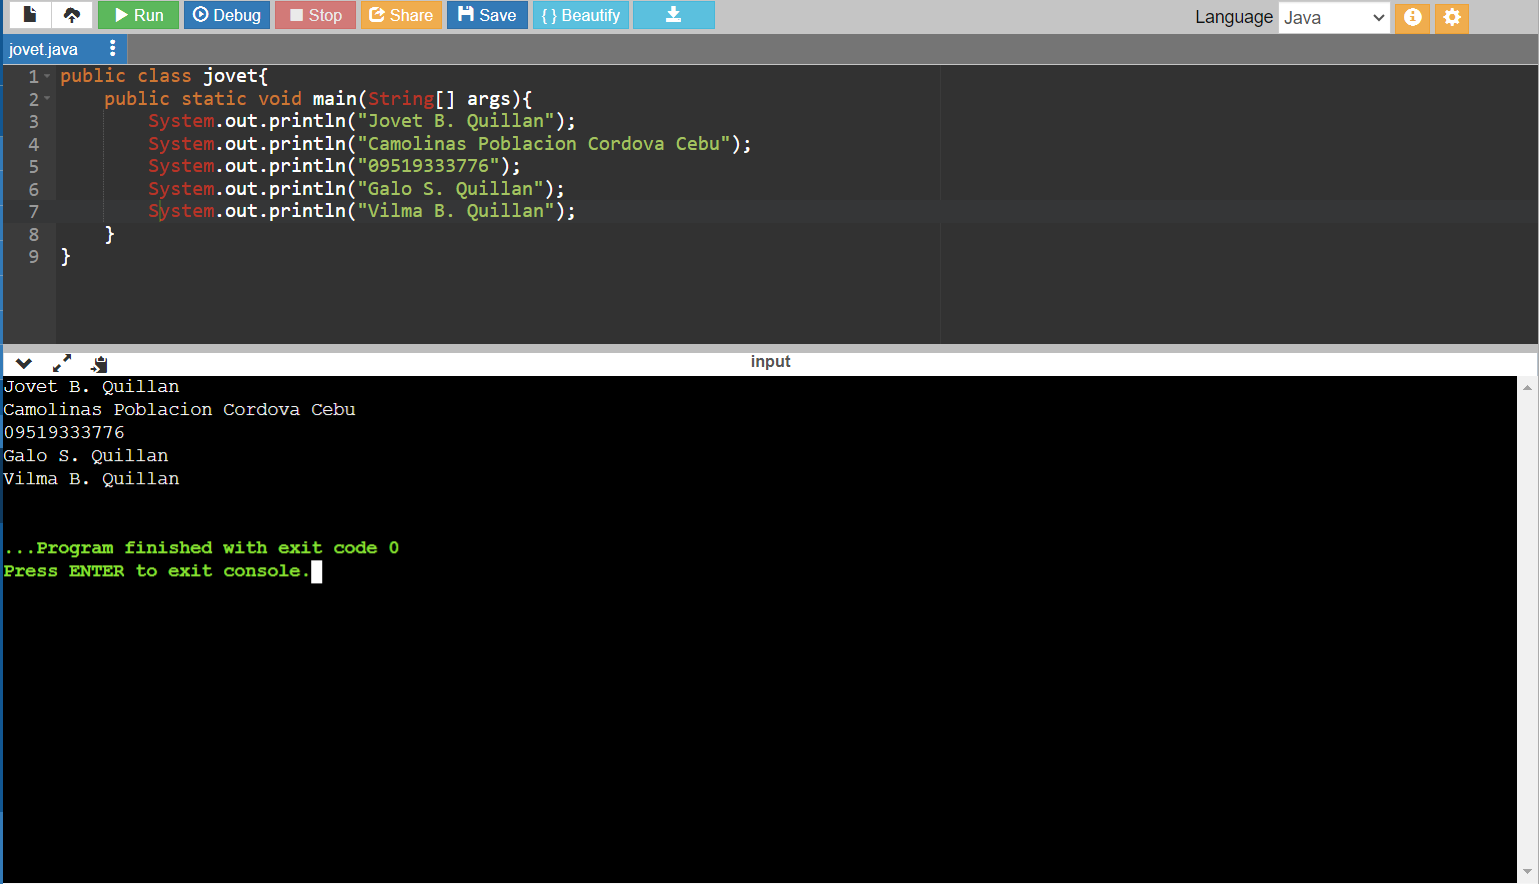 Run Debug Stop Share Save { } Beautify Language Java
jovet.java
1 public class jovet{
2 public static void main(String[] args){
3 System.out.println("Jovet B. Quillan");
4 System.out.println("Camolinas Poblacion Cordova Cebu");
5 System.out.println("09519333776");
6 System.out.println("Galo S. Quillan");
7 System.out.println("Vilma B. Quillan");
8 }
9 }
input
Jovet B. Quillan
Camolinas Poblacion Cordova Cebu
09519333776
Galo S. Quillan
Vilma B. Quillan
...Program finished with exit code 0
Press ENTER to exit console.